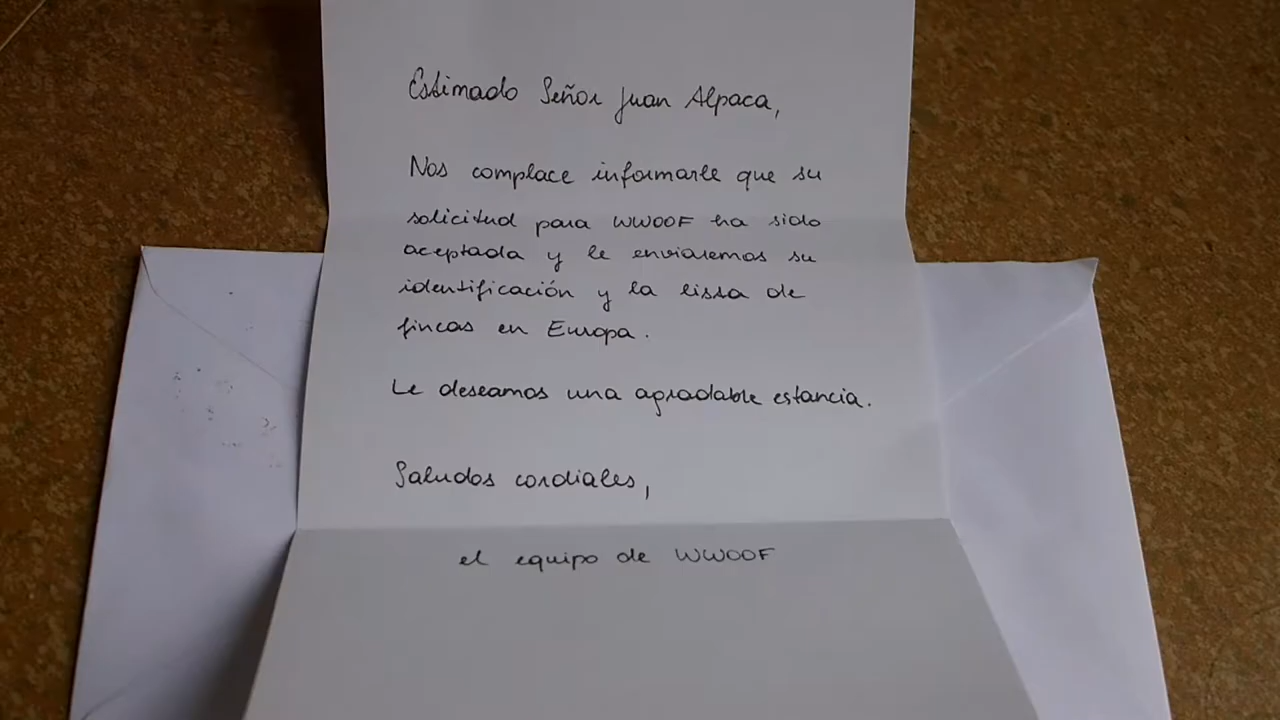 Estimado Señor Juan Alpaca,
Nos complace informarle que su
solicitud para WWOOF ha sido
aceptada y le enviaremos su
identificación y la lista de
fincas en Europa.
Le deseamos una agradable estancia.
Saludos cordiales,
el equipo de WWOOF